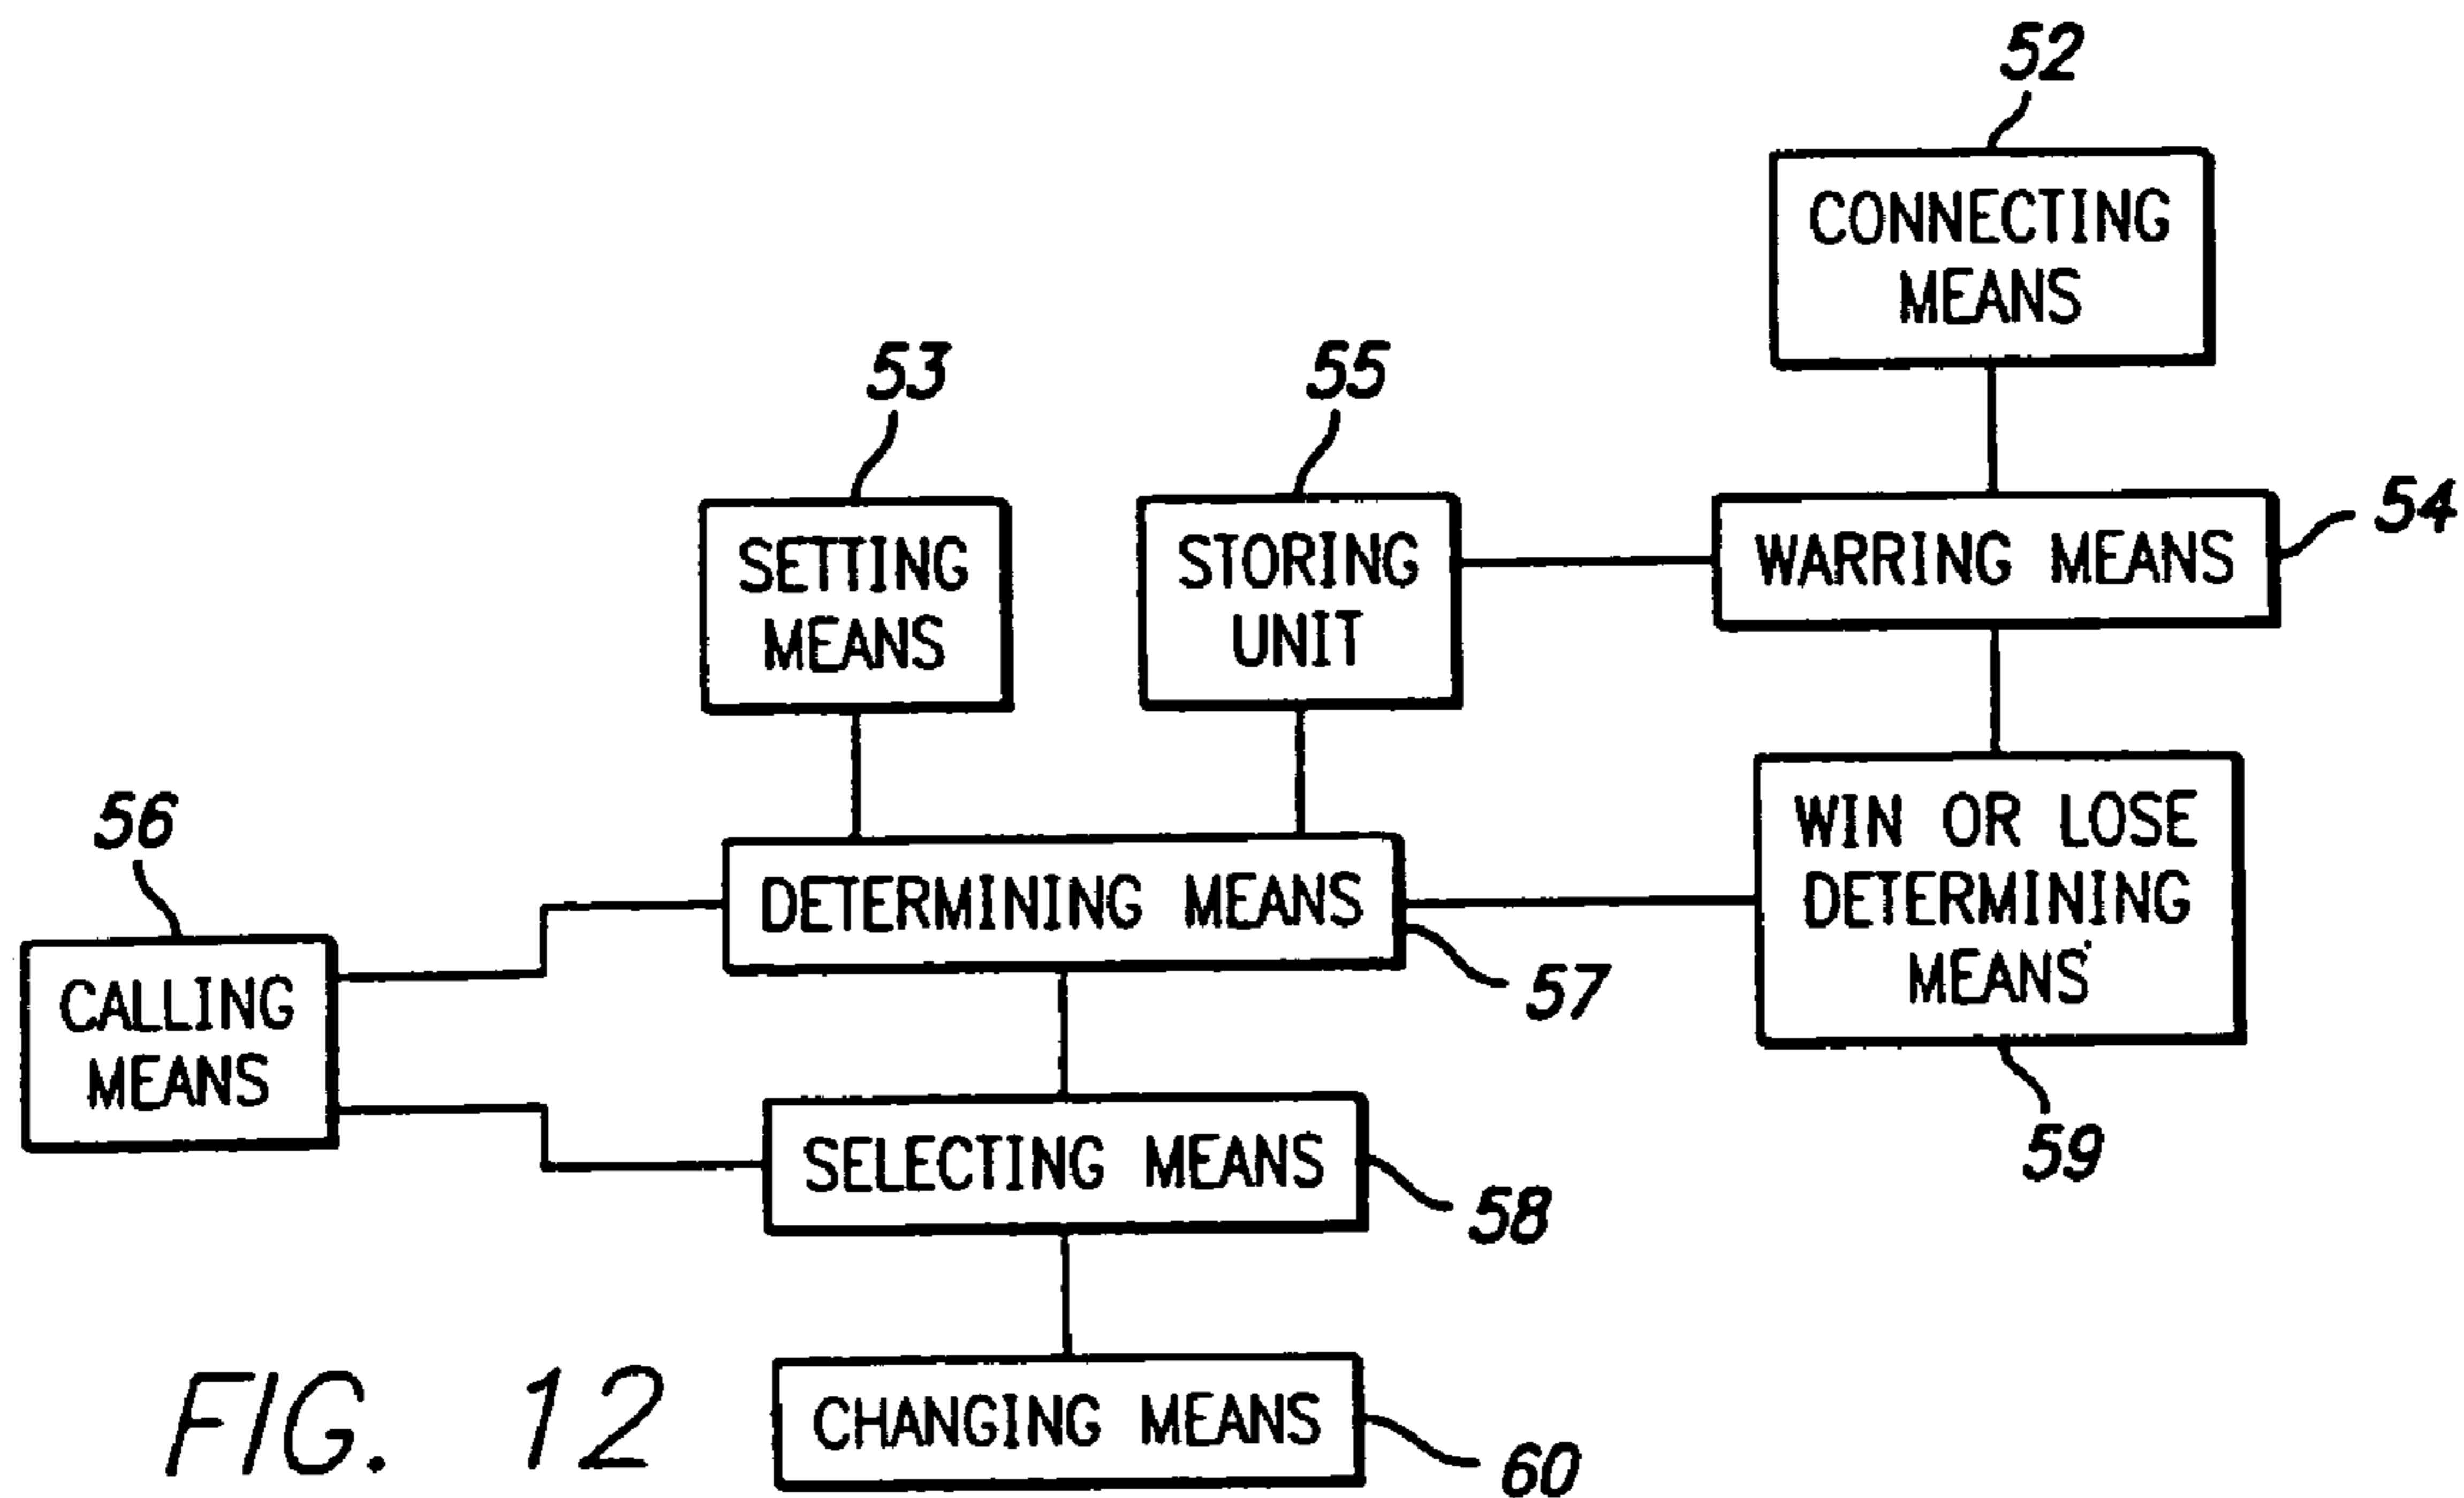 52
CONNECTING
MEANS
53
55
54
SETTING
MEANS
STORING
UNIT
WARRING MEANS
56
CALLING
MEANS
DETERMINING MEANS
57
WIN OR LOSE
DETERMINING
MEANS
59
SELECTING MEANS
58
CHANGING MEANS
60
FIG. 12